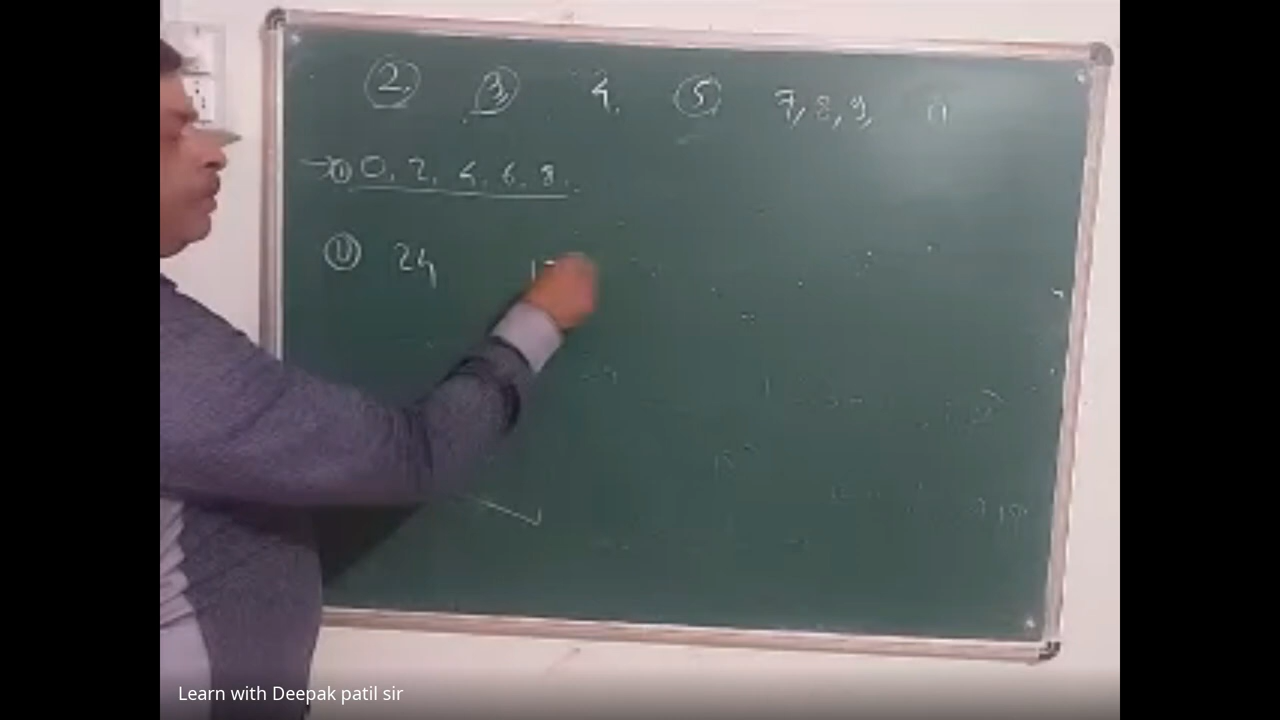 2. 3, 4. 5, 7, 8, 9, 11
→ ① 0, 2, 4, 6, 8.
② 24
Learn with Deepak patil sir